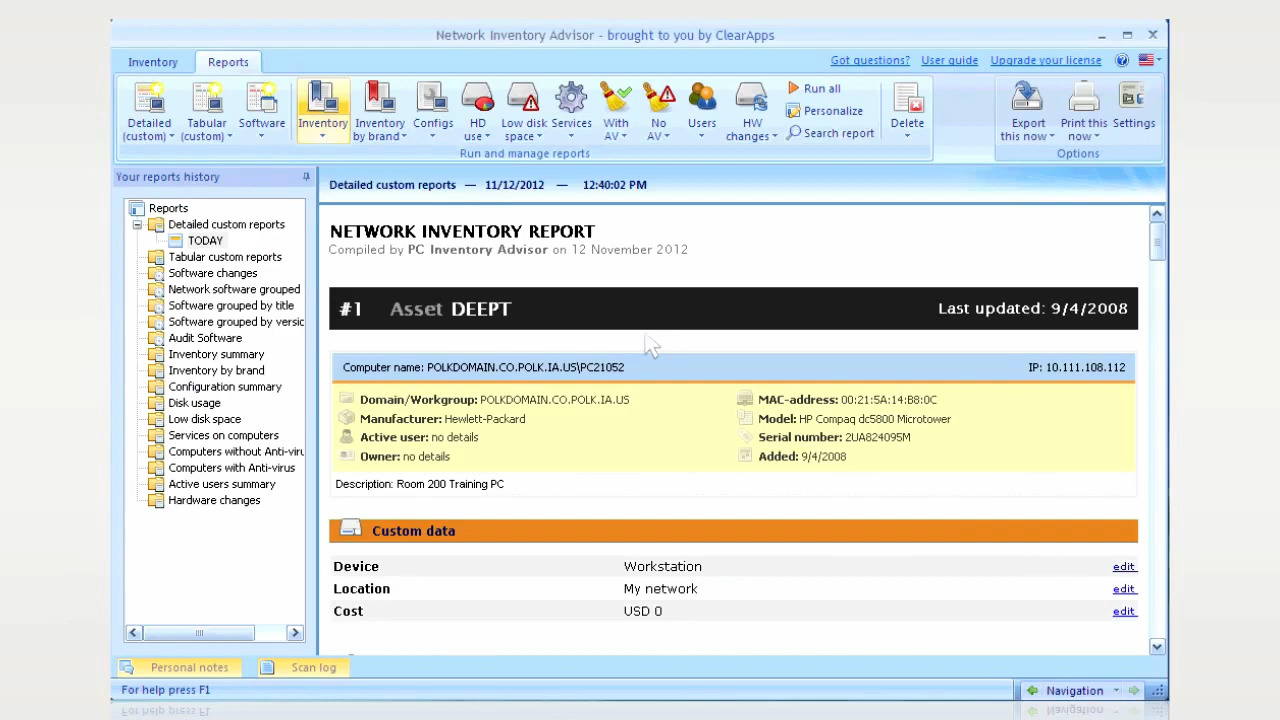 Network Inventory Advisor - brought to you by ClearApps
Inventory
Reports
Got questions?
User guide
Upgrade your license
Detailed (custom)
Tabular (custom)
Software
Inventory
Inventory by brand
Configs
HD use
Low disk space
Services
With AV
No AV
Users
HW changes
Run all
Personalize
Search report
Delete
Export this now
Print this now
Settings
Run and manage reports
Options
Your reports history
Reports
Detailed custom reports
TODAY
Tabular custom reports
Software changes
Network software grouped
Software grouped by title
Software grouped by versic
Audit Software
Inventory summary
Inventory by brand
Configuration summary
Disk usage
Low disk space
Services on computers
Computers without Anti-viru
Computers with Anti-virus
Active users summary
Hardware changes
Detailed custom reports — 11/12/2012 — 12:40:02 PM
NETWORK INVENTORY REPORT
Compiled by PC Inventory Advisor on 12 November 2012
#1 Asset DEEPT Last updated: 9/4/2008
Computer name: POLKDOMAIN.CO.POLK.IA.US\PC21052 IP: 10.111.108.112
Domain/Workgroup: POLKDOMAIN.CO.POLK.IA.US MAC-address: 00:21:5A:14:B8:0C
Manufacturer: Hewlett-Packard Model: HP Compaq dc5800 Microtower
Active user: no details Serial number: 2UA824095M
Owner: no details Added: 9/4/2008
Description: Room 200 Training PC
Custom data
Device Workstation edit
Location My network edit
Cost USD 0 edit
Personal notes
Scan log
For help press F1
Navigation